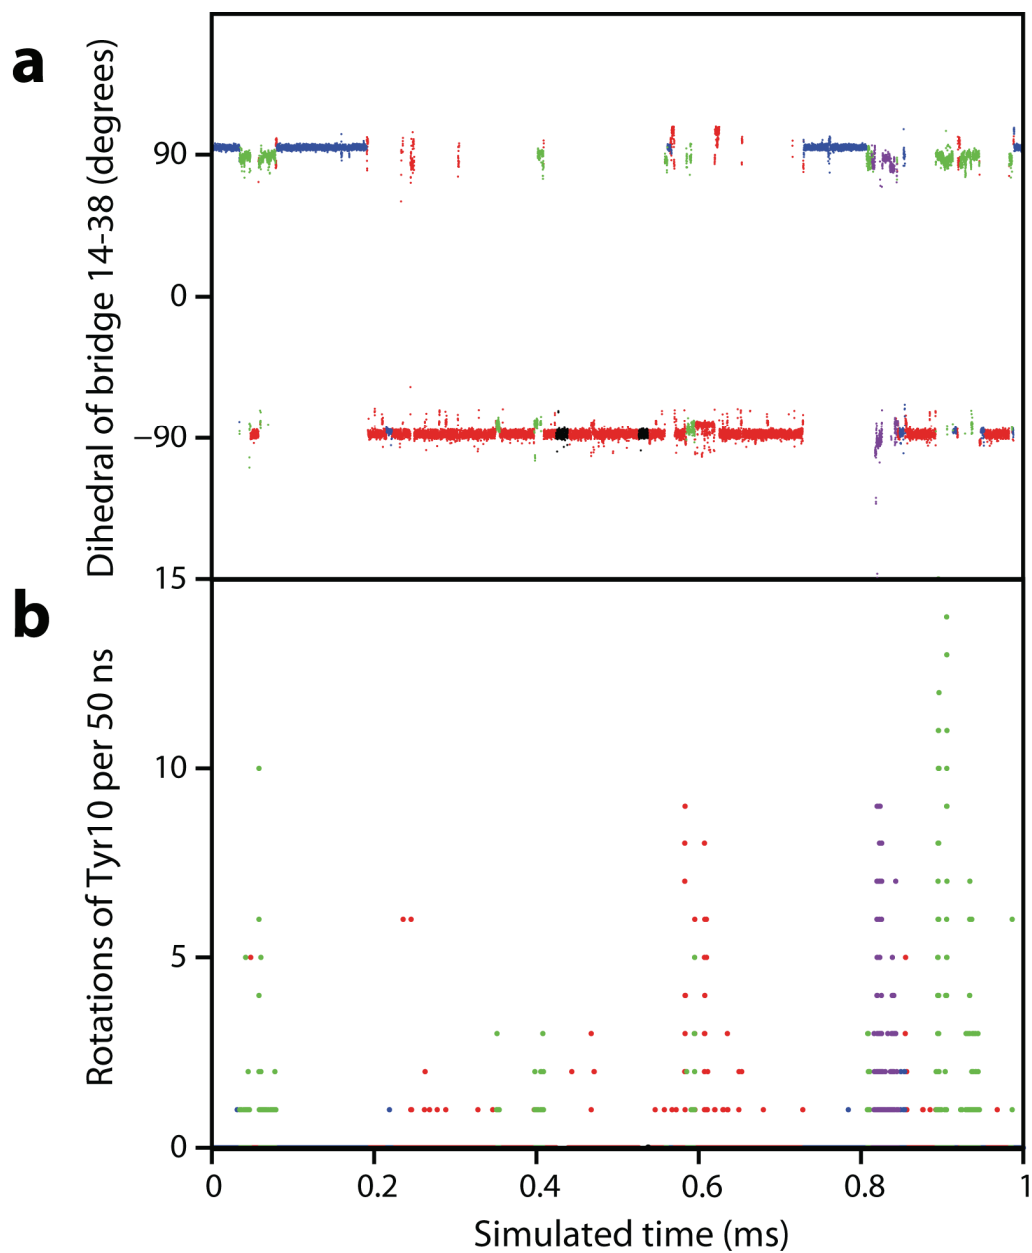 a
Dihedral of bridge 14-38 (degrees)
90
0
−90
15
b
Rotations of Tyr10 per 50 ns
10
5
0
0 0.2 0.4 0.6 0.8 1
Simulated time (ms)